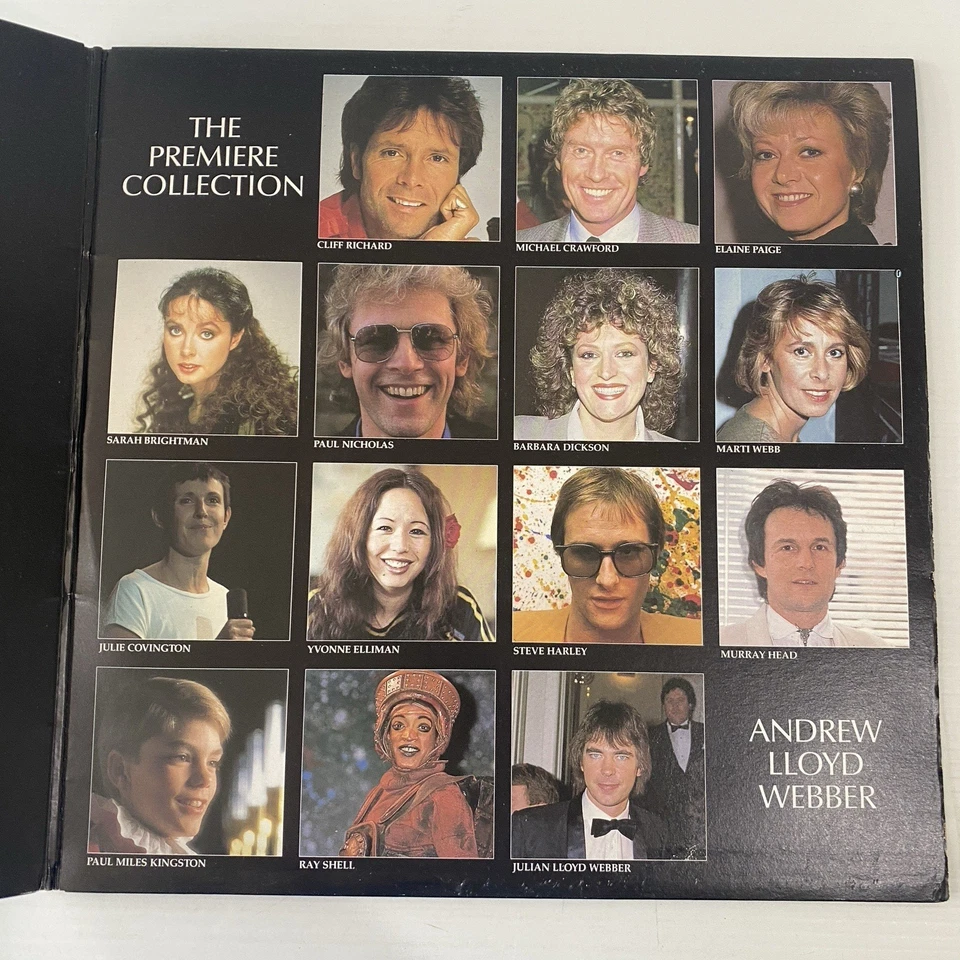 THE
PREMIERE
COLLECTION
CLIFF RICHARD
MICHAEL CRAWFORD
ELAINE PAIGE
SARAH BRIGHTMAN
PAUL NICHOLAS
BARBARA DICKSON
MARTI WEBB
JULIE COVINGTON
YVONNE ELLIMAN
STEVE HARLEY
MURRAY HEAD
PAUL MILES KINGSTON
RAY SHELL
JULIAN LLOYD WEBBER
ANDREW
LLOYD
WEBBER